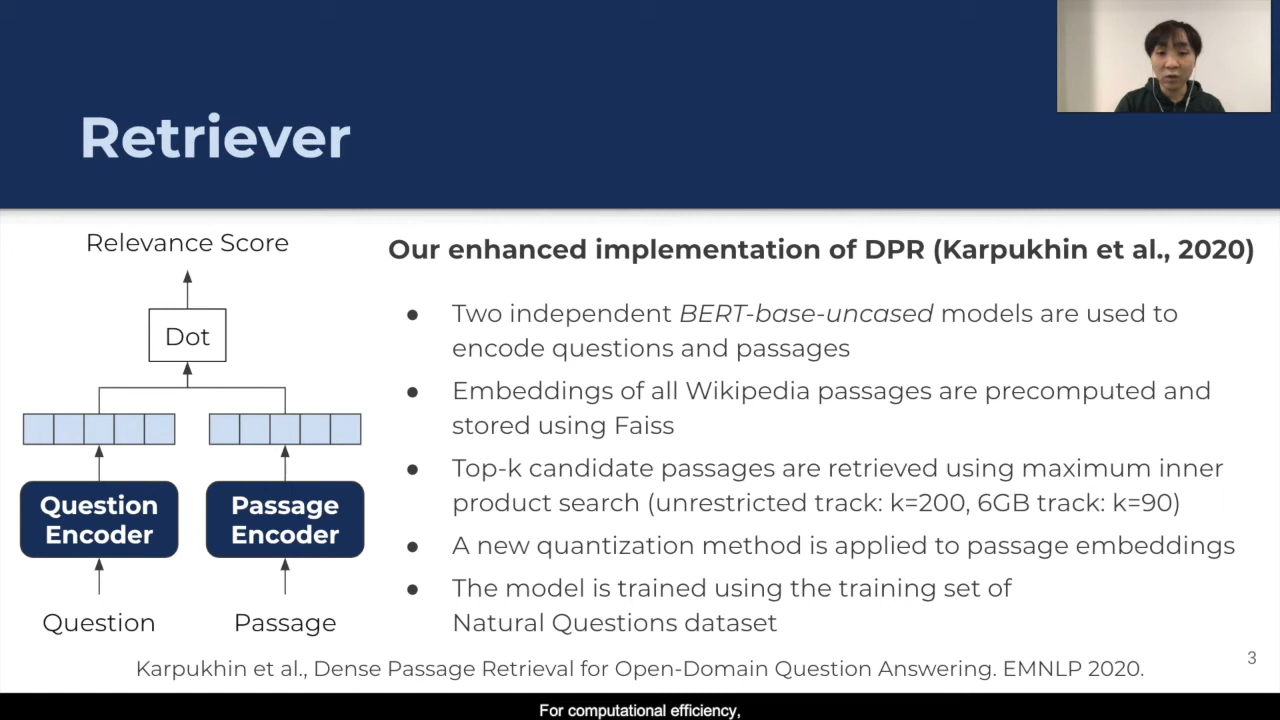 Retriever
Relevance Score
Dot
Question
Encoder
Passage
Encoder
Question
Passage
Our enhanced implementation of DPR (Karpukhin et al., 2020)
● Two independent BERT-base-uncased models are used to
encode questions and passages
● Embeddings of all Wikipedia passages are precomputed and
stored using Faiss
● Top-k candidate passages are retrieved using maximum inner
product search (unrestricted track: k=200, 6GB track: k=90)
● A new quantization method is applied to passage embeddings
● The model is trained using the training set of
Natural Questions dataset
Karpukhin et al., Dense Passage Retrieval for Open-Domain Question Answering. EMNLP 2020.
3
For computational efficiency,